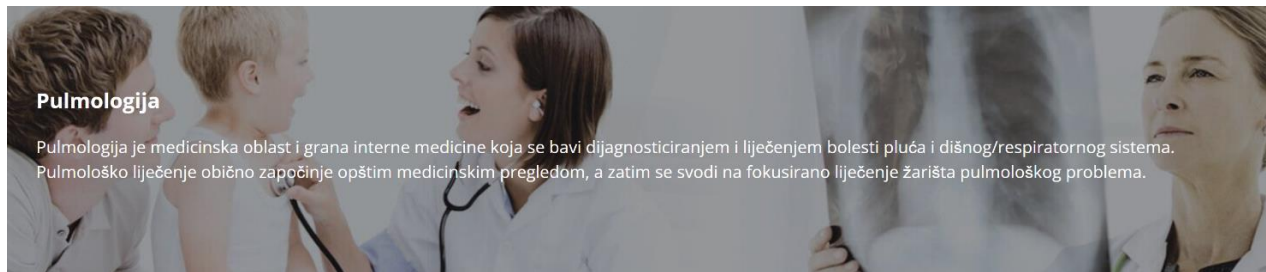 Pulmologija
Pulmologija je medicinska oblast i grana interne medicine koja se bavi dijagnosticiranjem i liječenjem bolesti pluća i dišnog/respiratornog sistema.
Pulmološko liječenje obično započinje opštim medicinskim pregledom, a zatim se svodi na fokusirano liječenje žarišta pulmološkog problema.